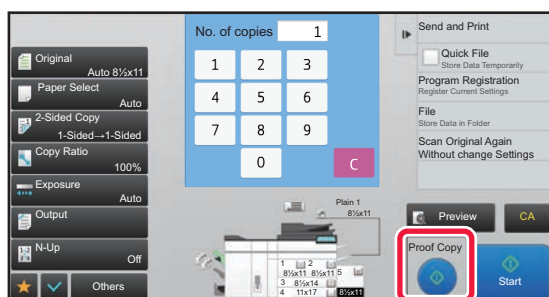 Original
Auto 8½x11
Paper Select
Auto
2-Sided Copy
1-Sided→1-Sided
Copy Ratio
100%
Exposure
Auto
Output
N-Up
Off
Others
No. of copies 1
1 2 3
4 5 6
7 8 9
0 C
Plain 1
8½x11
1 2
8½x11 8½x11 5
3 8½x14
4 11x17 8½x11
Send and Print
Quick File
Store Data Temporarily
Program Registration
Register Current Settings
File
Store Data in Folder
Scan Original Again
Without change Settings
Preview CA
Proof Copy
Start